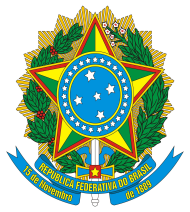 REPÚBLICA FEDERATIVA DO BRASIL
15 de Novembro
de 1889